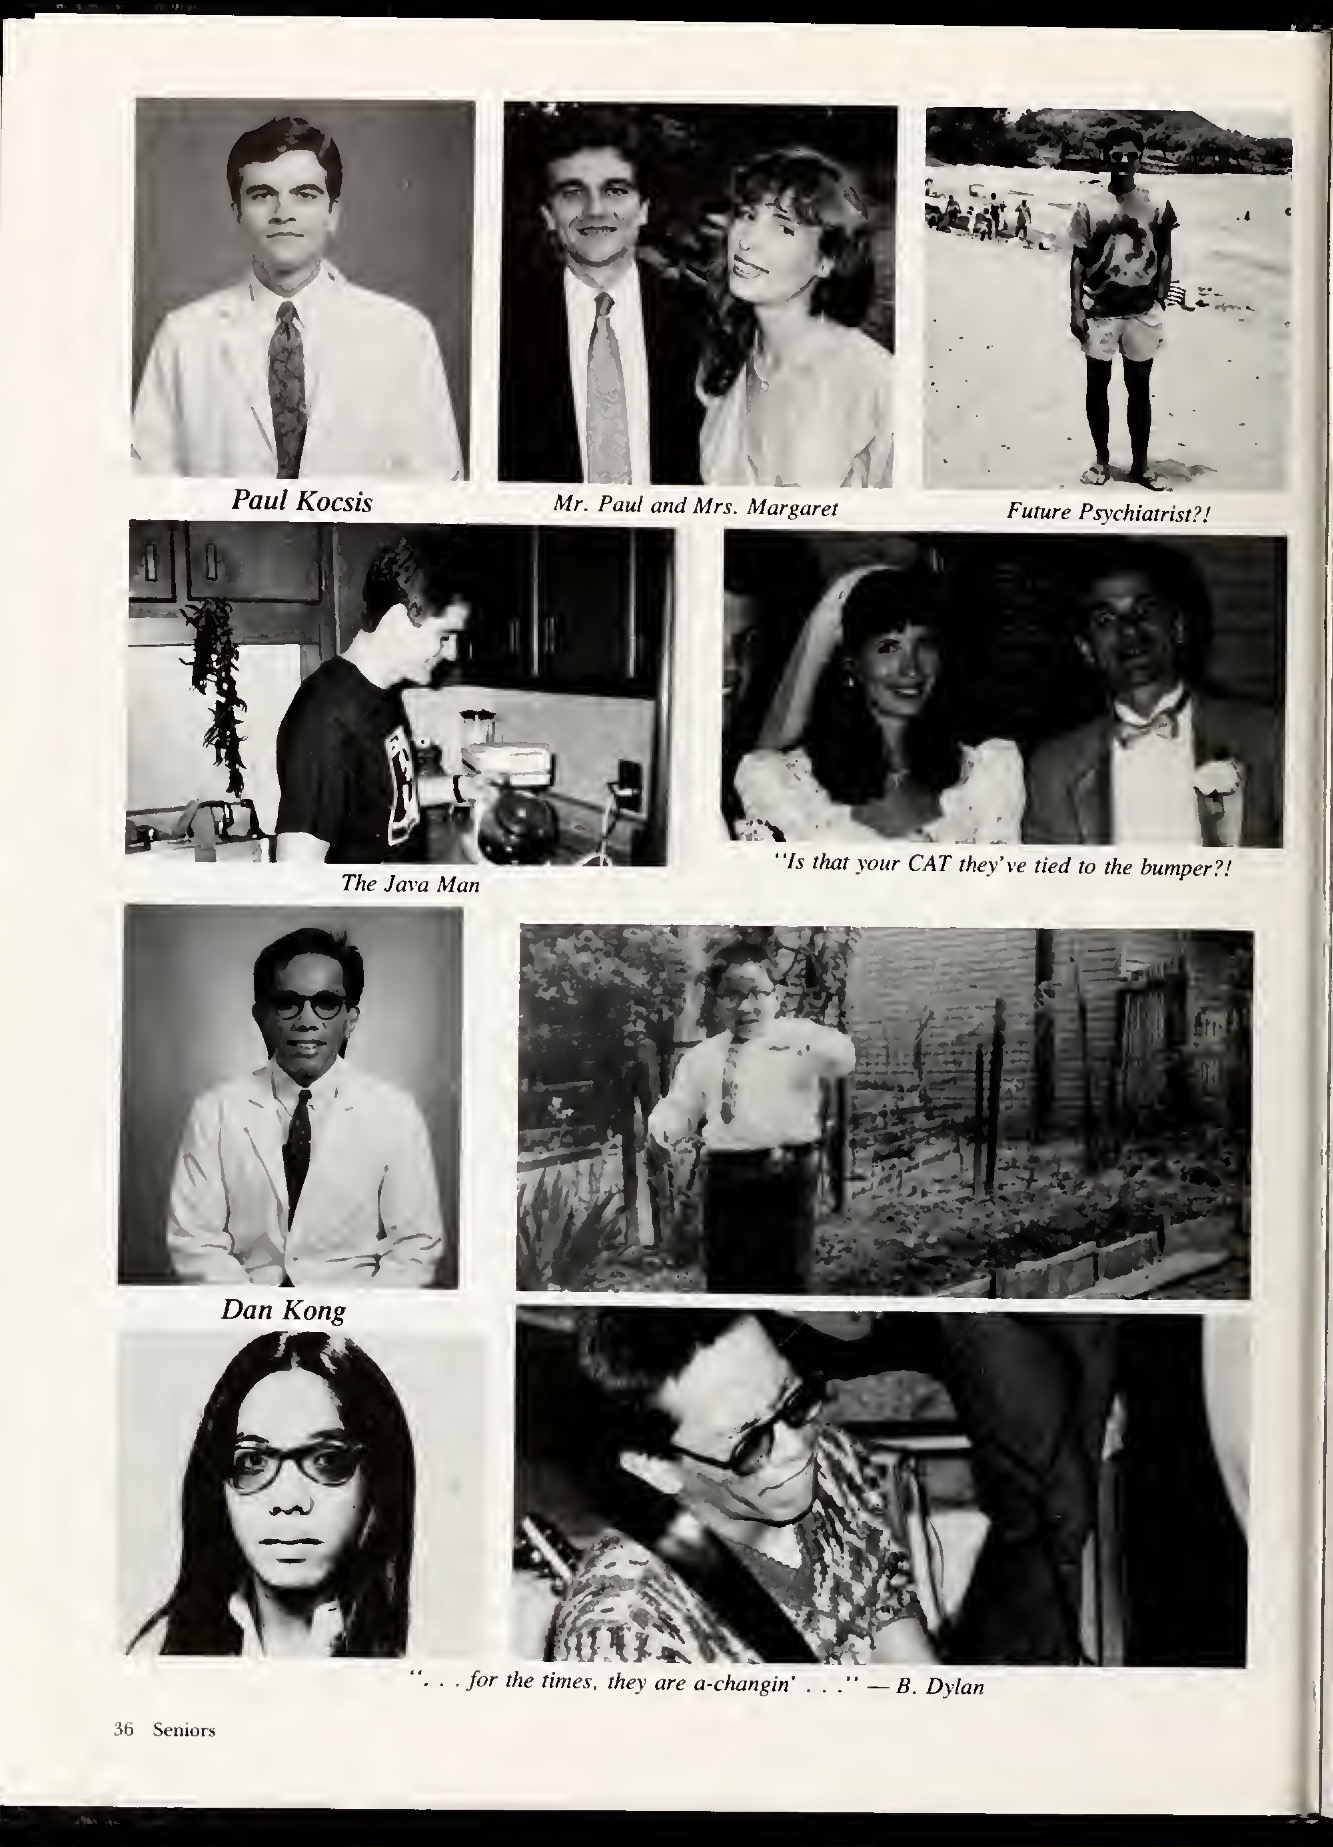 Paul Kocsis
Mr. Paul and Mrs. Margaret
Future Psychiatrist?!
The Java Man
"Is that your CAT they've tied to the bumper?!
Dan Kong
". . . for the times, they are a-changin' . . ." — B. Dylan
36 Seniors